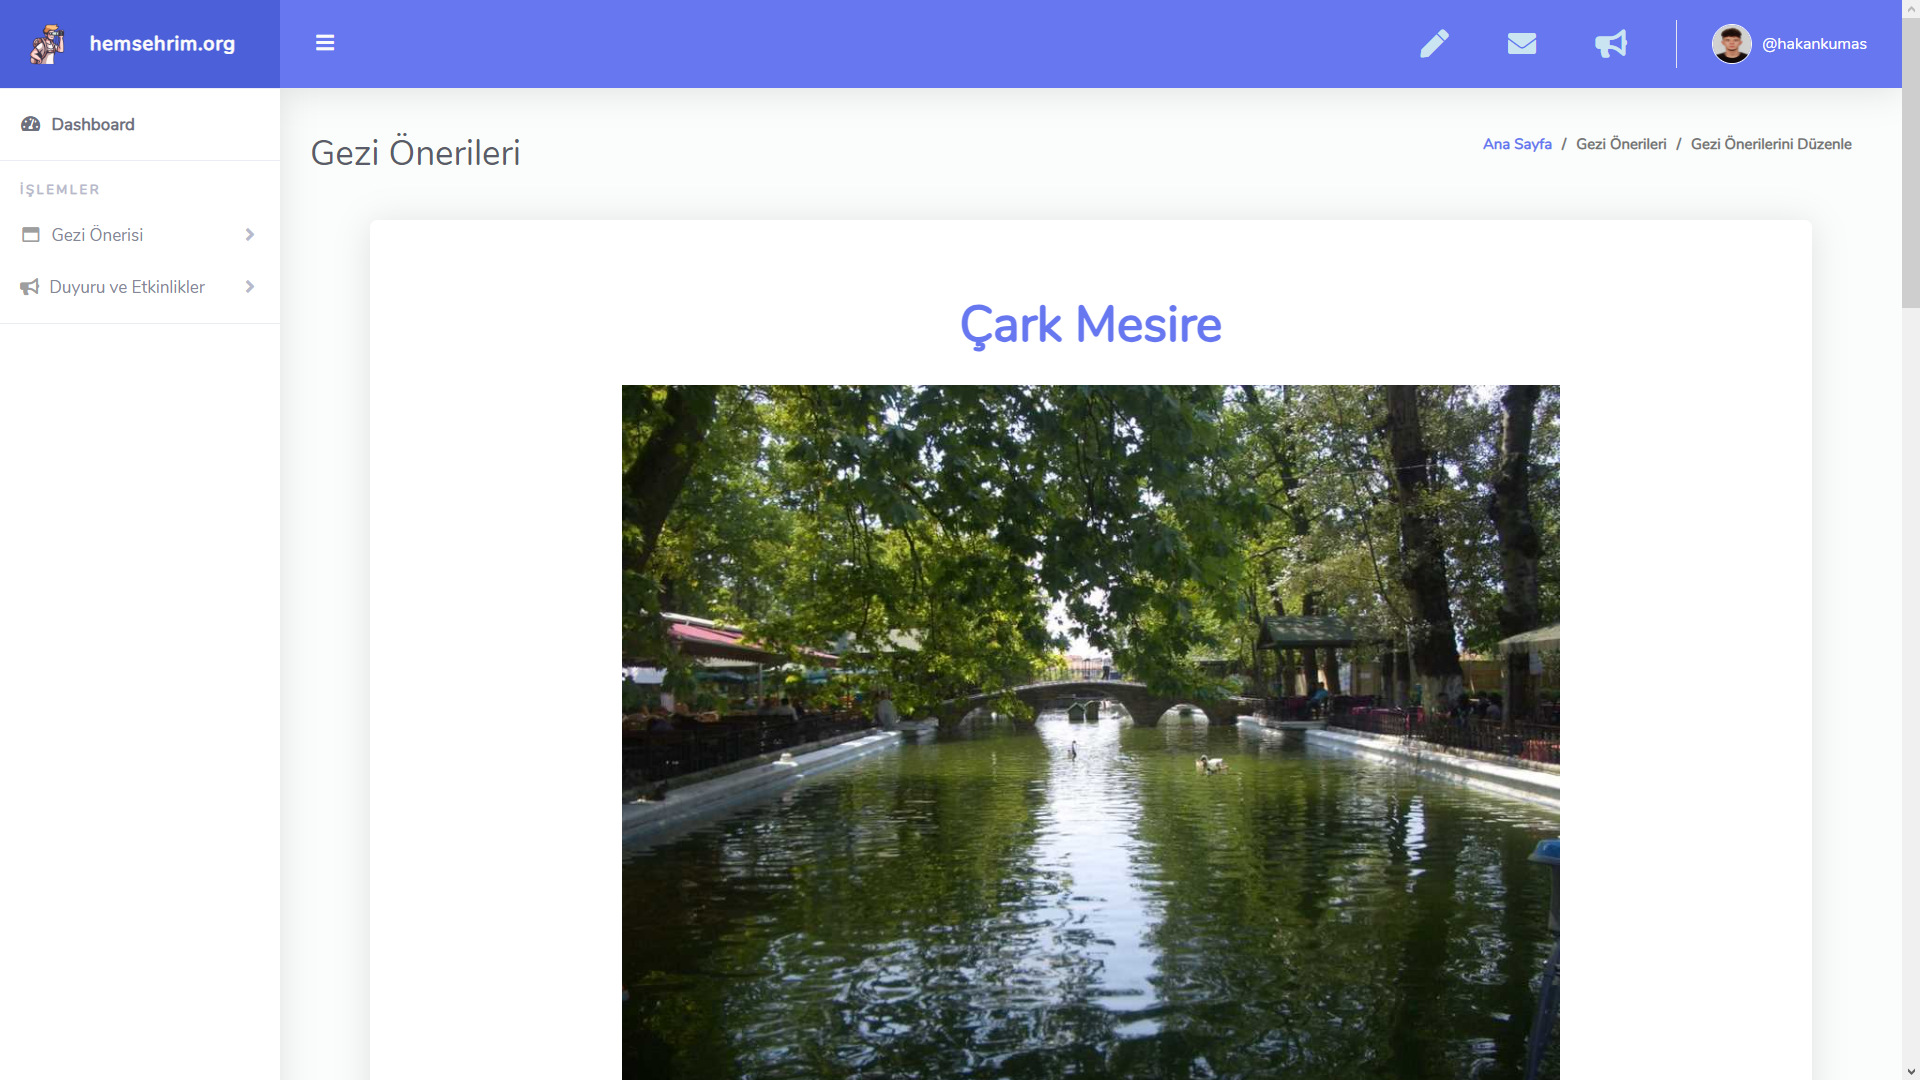 hemsehrim.org
@hakankumas
Dashboard
İŞLEMLER
Gezi Önerisi
Duyuru ve Etkinlikler
Gezi Önerileri
Ana Sayfa / Gezi Önerileri / Gezi Önerilerini Düzenle
Çark Mesire